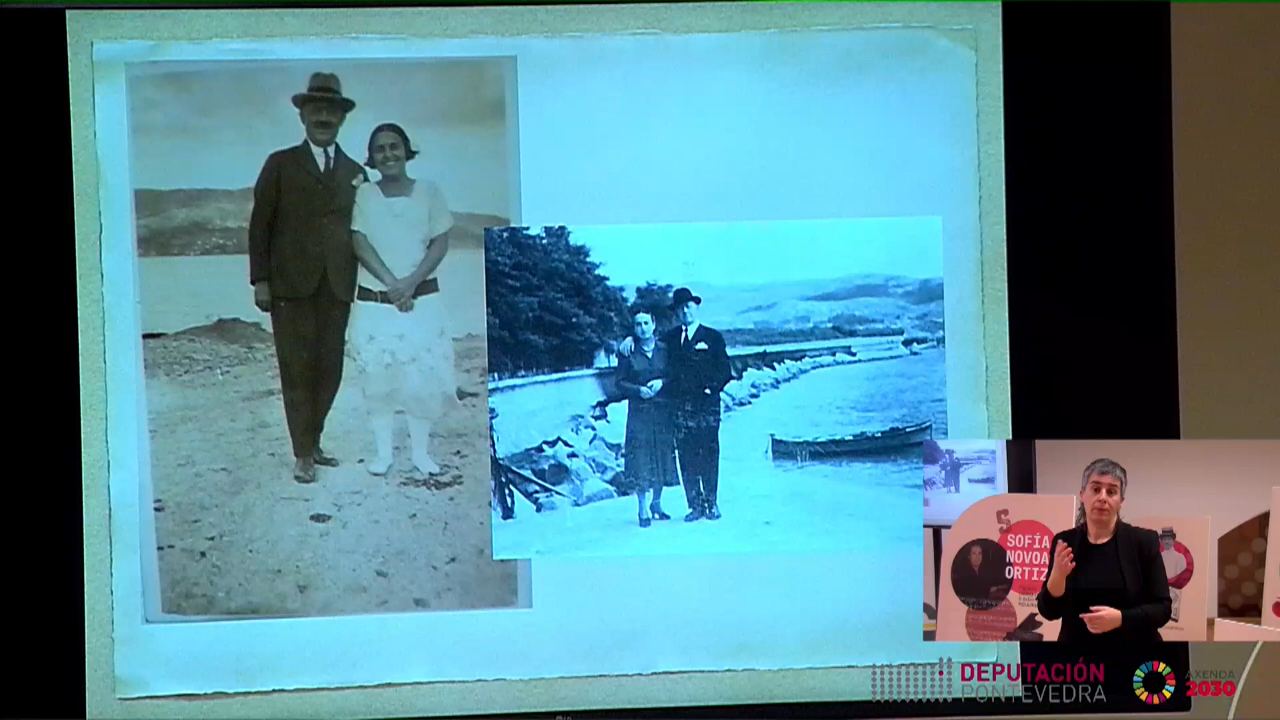 SOFÍA
NOVOA
ORTIZ
DEPUTACIÓN
PONTEVEDRA
AXENDA
2030